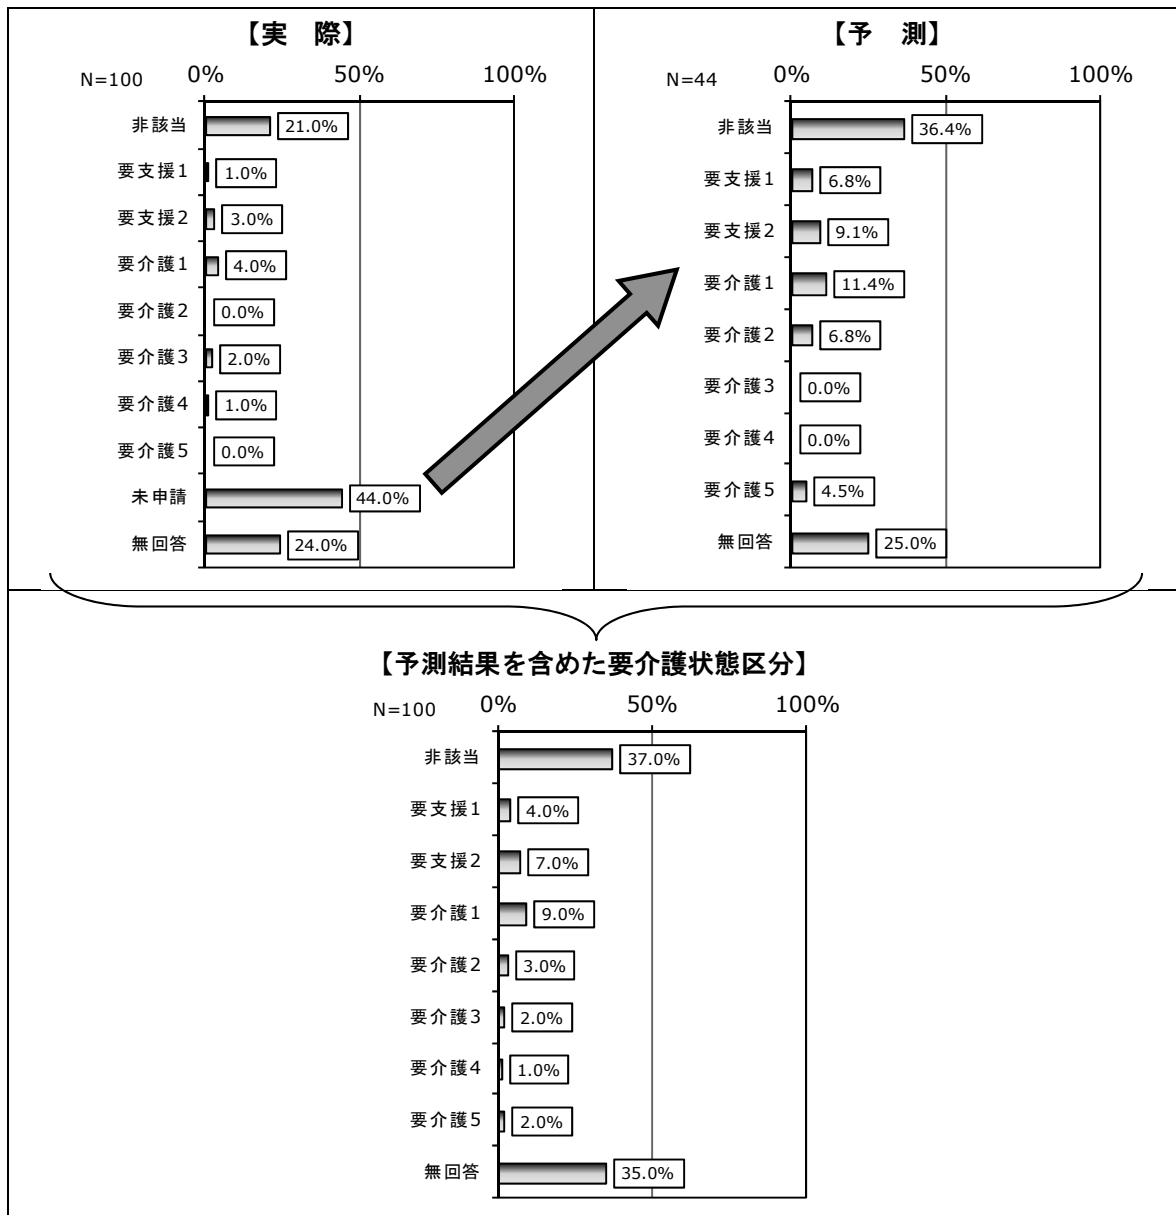 【実　際】
N=100
0%
50%
100%
非該当
21.0%
要支援1
1.0%
要支援2
3.0%
要介護1
4.0%
要介護2
0.0%
要介護3
2.0%
要介護4
1.0%
要介護5
0.0%
未申請
44.0%
無回答
24.0%
【予　測】
N=44
0%
50%
100%
非該当
36.4%
要支援1
6.8%
要支援2
9.1%
要介護1
11.4%
要介護2
6.8%
要介護3
0.0%
要介護4
0.0%
要介護5
4.5%
無回答
25.0%
【予測結果を含めた要介護状態区分】
N=100
0%
50%
100%
非該当
37.0%
要支援1
4.0%
要支援2
7.0%
要介護1
9.0%
要介護2
3.0%
要介護3
2.0%
要介護4
1.0%
要介護5
2.0%
無回答
35.0%